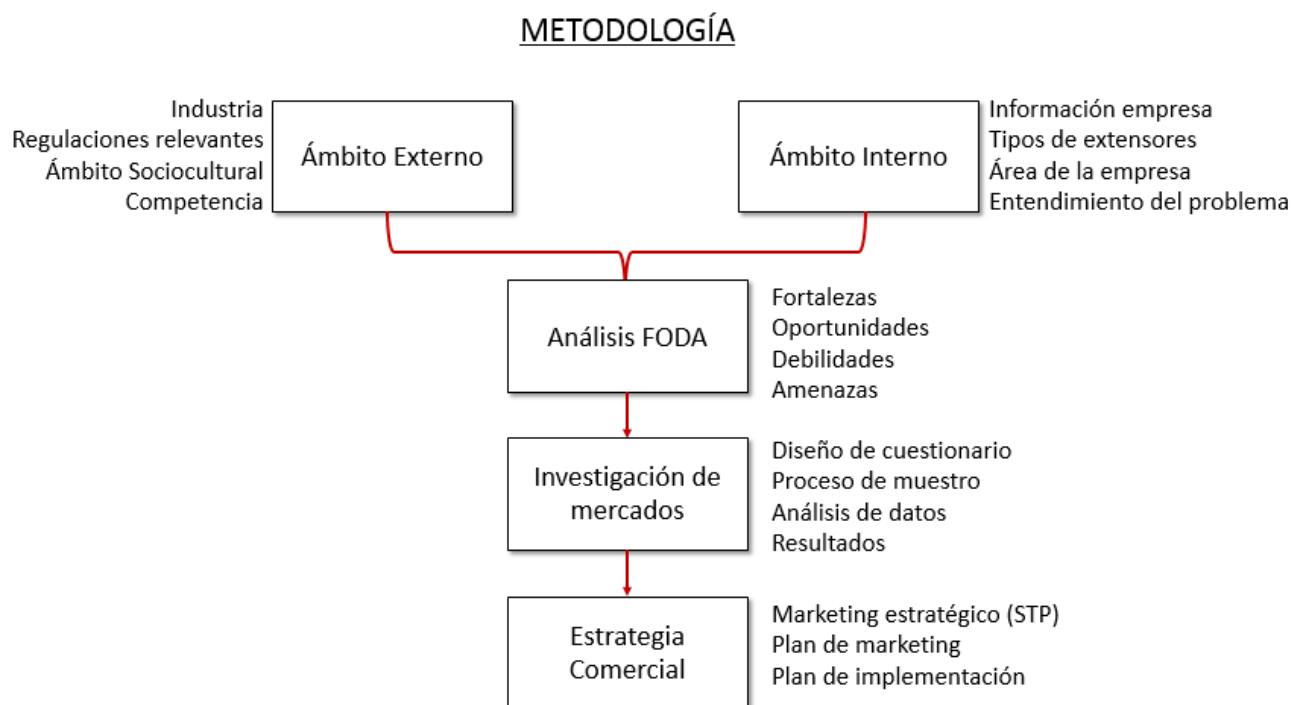 METODOLOGÍA
Industria
Regulaciones relevantes
Ámbito Sociocultural
Competencia
Ámbito Externo
Ámbito Interno
Información empresa
Tipos de extensores
Área de la empresa
Entendimiento del problema
Análisis FODA
Fortalezas
Oportunidades
Debilidades
Amenazas
Investigación de
mercados
Diseño de cuestionario
Proceso de muestro
Análisis de datos
Resultados
Estrategia
Comercial
Marketing estratégico (STP)
Plan de marketing
Plan de implementación